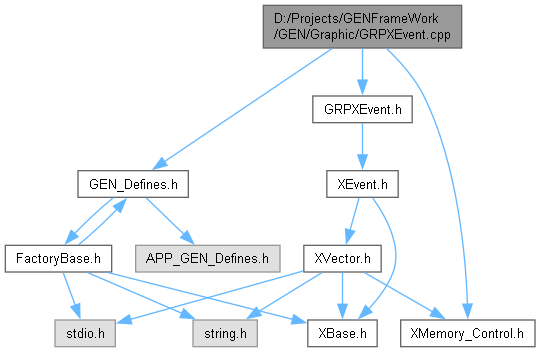 D:/Projects/GENFrameWork
/GEN/Graphic/GRPXEvent.cpp
GRPXEvent.h
GEN_Defines.h
XEvent.h
FactoryBase.h
APP_GEN_Defines.h
XVector.h
stdio.h
string.h
XBase.h
XMemory_Control.h